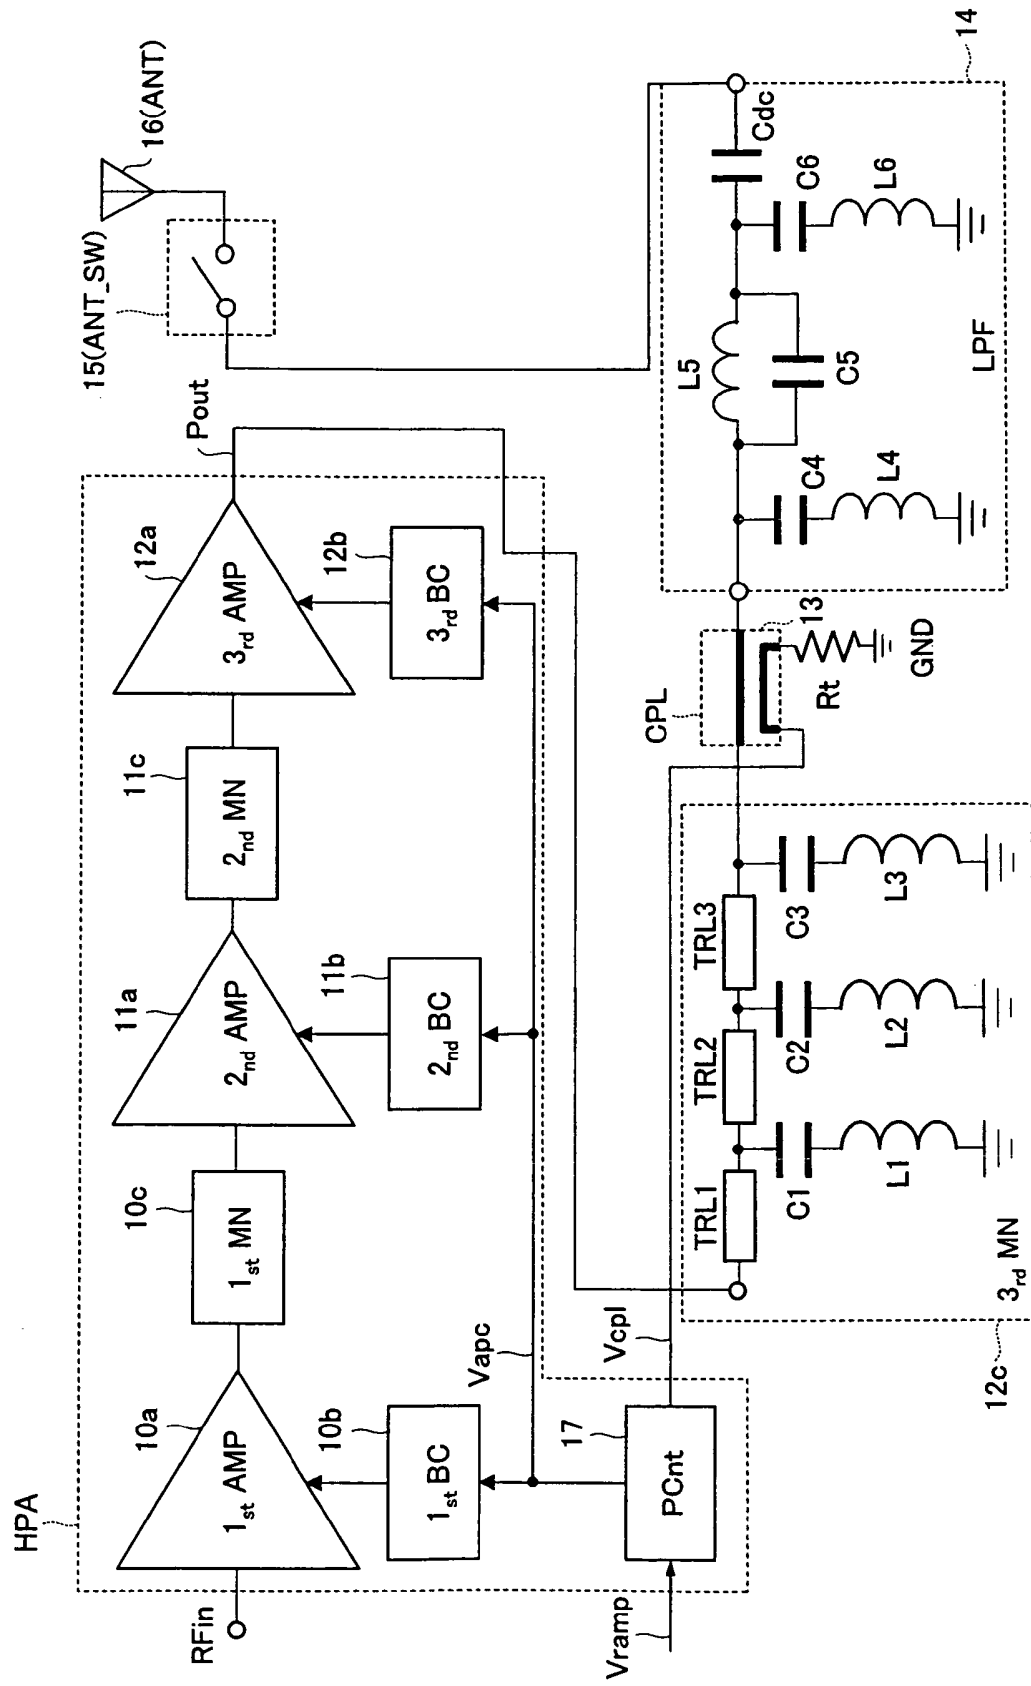 HPA
RFin
10a
1st AMP
10c
1st MN
11a
2nd AMP
11c
2nd MN
12a
3rd AMP
Pout
15(ANT_SW)
16(ANT)
10b
1st BC
11b
2nd BC
12b
3rd BC
Vapc
Vramp
17
PCnt
Vcpl
TRL1
TRL2
TRL3
C1
L1
C2
L2
C3
L3
3rd MN
12c
CPL
13
Rt
GND
L5
C5
C4
L4
C6
L6
Cdc
LPF
14